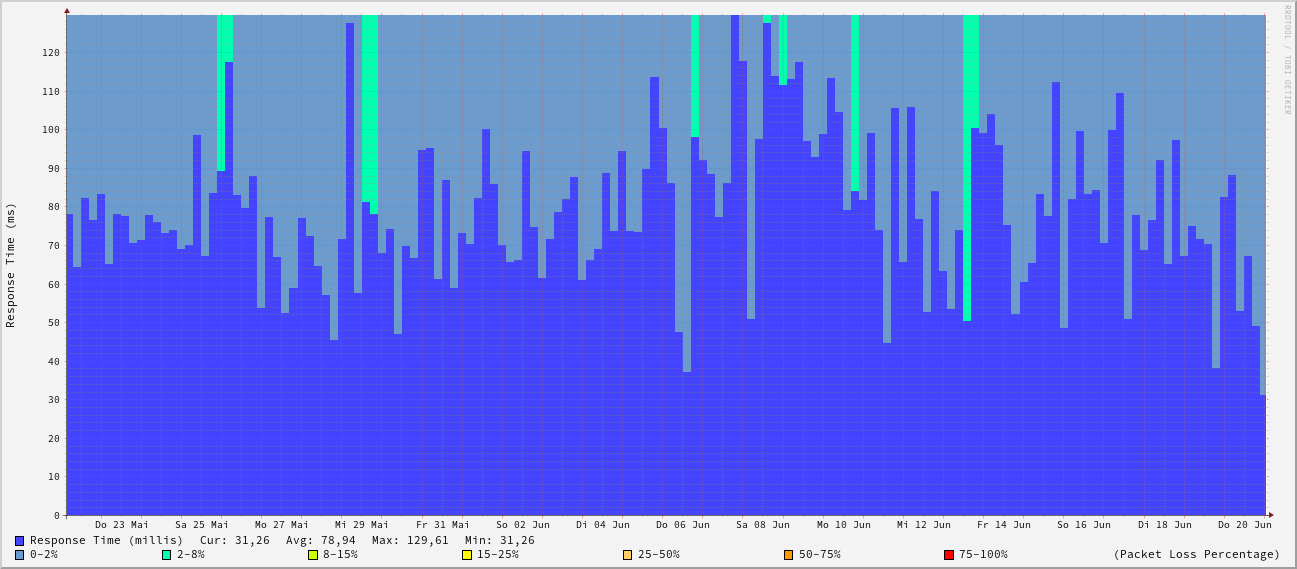 RRDTOOL / TOBI OETIKER
Response Time (ms)
120
110
100
90
80
70
60
50
40
30
20
10
0
Do 23 Mai Sa 25 Mai Mo 27 Mai Mi 29 Mai Fr 31 Mai So 02 Jun Di 04 Jun Do 06 Jun Sa 08 Jun Mo 10 Jun Mi 12 Jun Fr 14 Jun So 16 Jun Di 18 Jun Do 20 Jun
Response Time (millis) Cur: 31,26 Avg: 78,94 Max: 129,61 Min: 31,26
0-2% 2-8% 8-15% 15-25% 25-50% 50-75% 75-100% (Packet Loss Percentage)